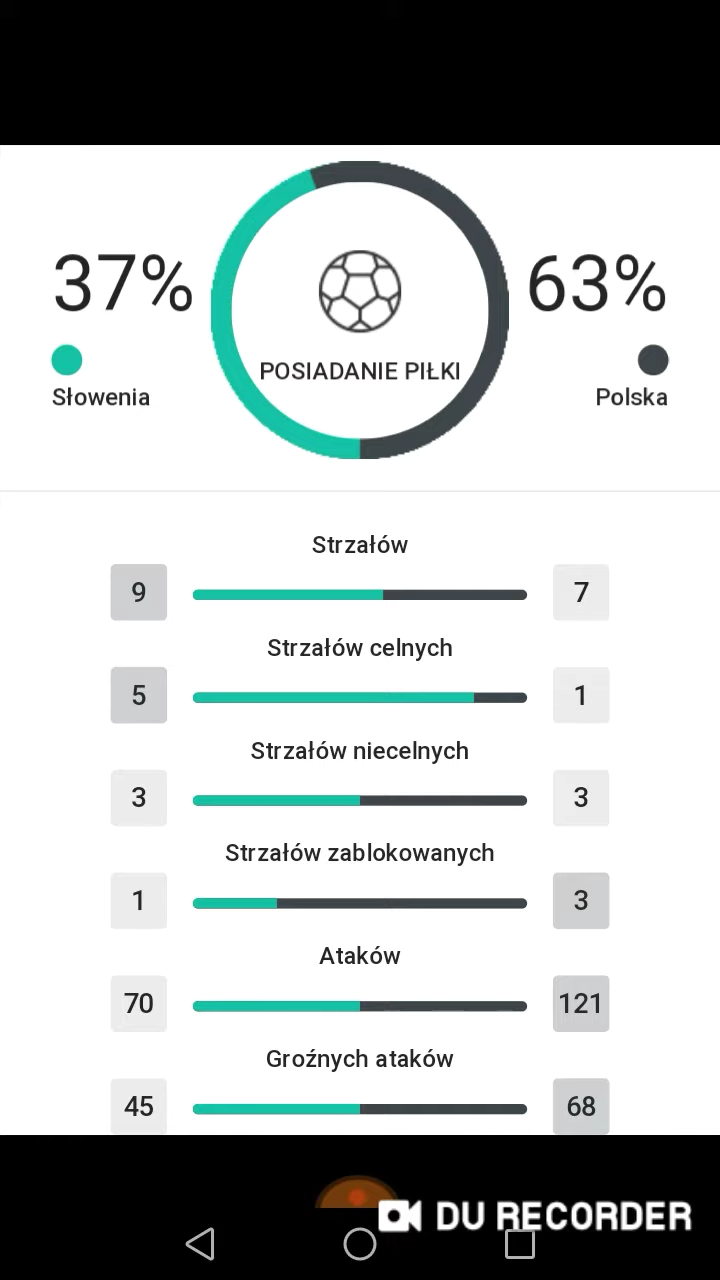 37%
63%
POSIADANIE PIŁKI
Słowenia
Polska
Strzałów
9
7
Strzałów celnych
5
1
Strzałów niecelnych
3
3
Strzałów zablokowanych
1
3
Ataków
70
121
Groźnych ataków
45
68
DU RECORDER